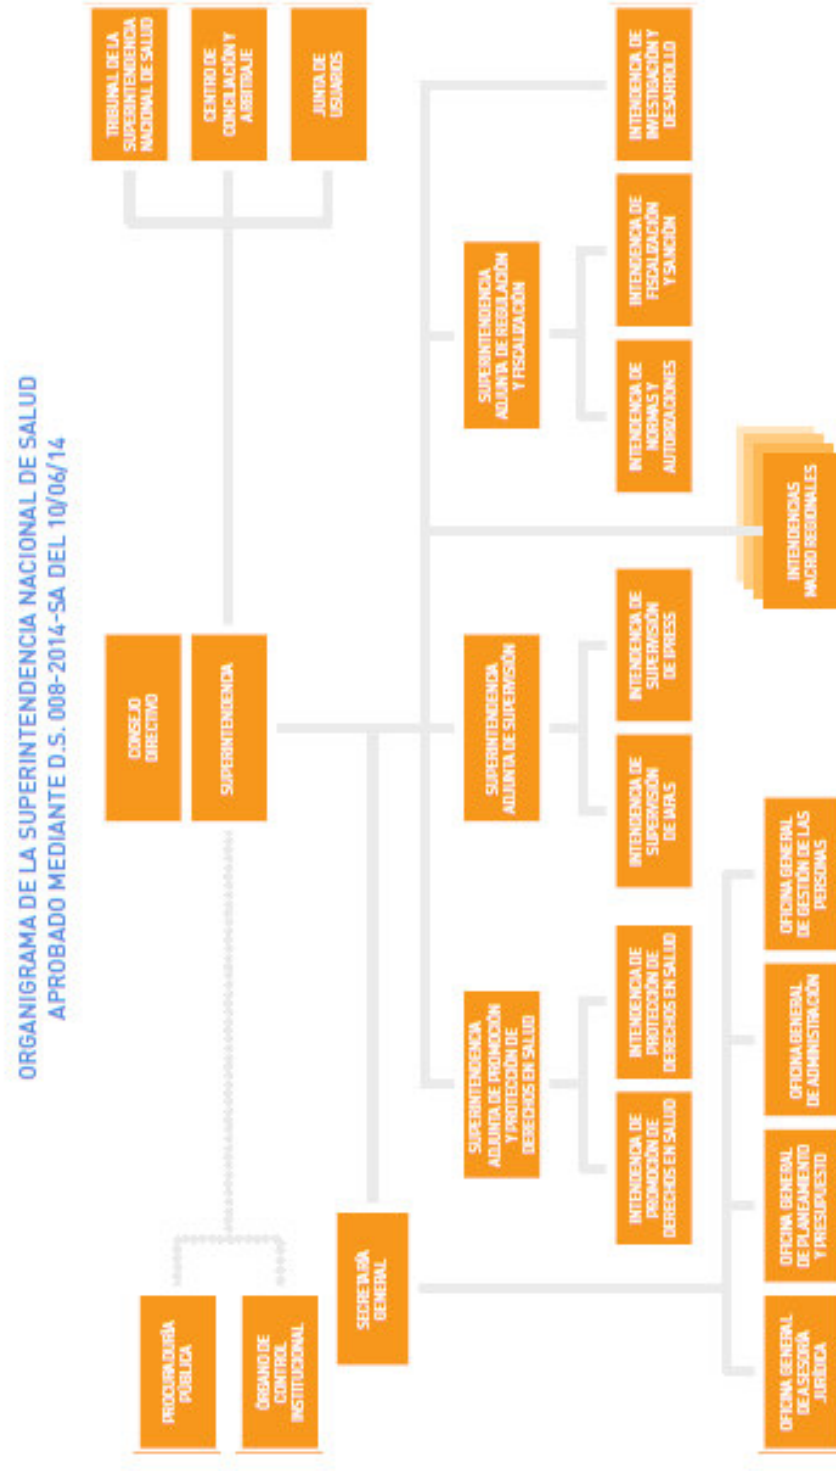 ORGANIGRAMA DE LA SUPERINTENDENCIA NACIONAL DE SALUD
APROBADO MEDIANTE D.S. 008-2014-SA DEL 10/06/14
CONSEJO
DIRECTIVO
SUPERINTENDENCIA
PROCURADURÍA
PÚBLICA
ÓRGANO DE
CONTROL
INSTITUCIONAL
TRIBUNAL DE LA
SUPERINTENDENCIA
NACIONAL DE SALUD
CENTRO DE
CONCILIACIÓN Y
ARBITRAJE
JUNTA DE
USUARIOS
SECRETARÍA
GENERAL
SUPERINTENDENCIA
ADJUNTA DE PROMOCIÓN
Y PROTECCIÓN DE
DERECHOS EN SALUD
SUPERINTENDENCIA
ADJUNTA DE SUPERVISIÓN
SUPERINTENDENCIA
ADJUNTA DE REGULACIÓN
Y FISCALIZACIÓN
INTENDENCIA DE
PROMOCIÓN DE
DERECHOS EN SALUD
INTENDENCIA DE
PROTECCIÓN DE
DERECHOS EN SALUD
INTENDENCIA DE
SUPERVISIÓN
DE IAFAS
INTENDENCIA DE
SUPERVISIÓN
DE IPRESS
INTENDENCIA DE
NORMAS Y
AUTORIZACIONES
INTENDENCIA DE
FISCALIZACIÓN
Y SANCIÓN
INTENDENCIA DE
INVESTIGACIÓN Y
DESARROLLO
OFICINA GENERAL
DE ASESORÍA
JURÍDICA
OFICINA GENERAL
DE PLANEAMIENTO
Y PRESUPUESTO
OFICINA GENERAL
DE ADMINISTRACIÓN
OFICINA GENERAL
DE GESTIÓN DE LAS
PERSONAS
INTENDENCIAS
MACRO REGIONALES